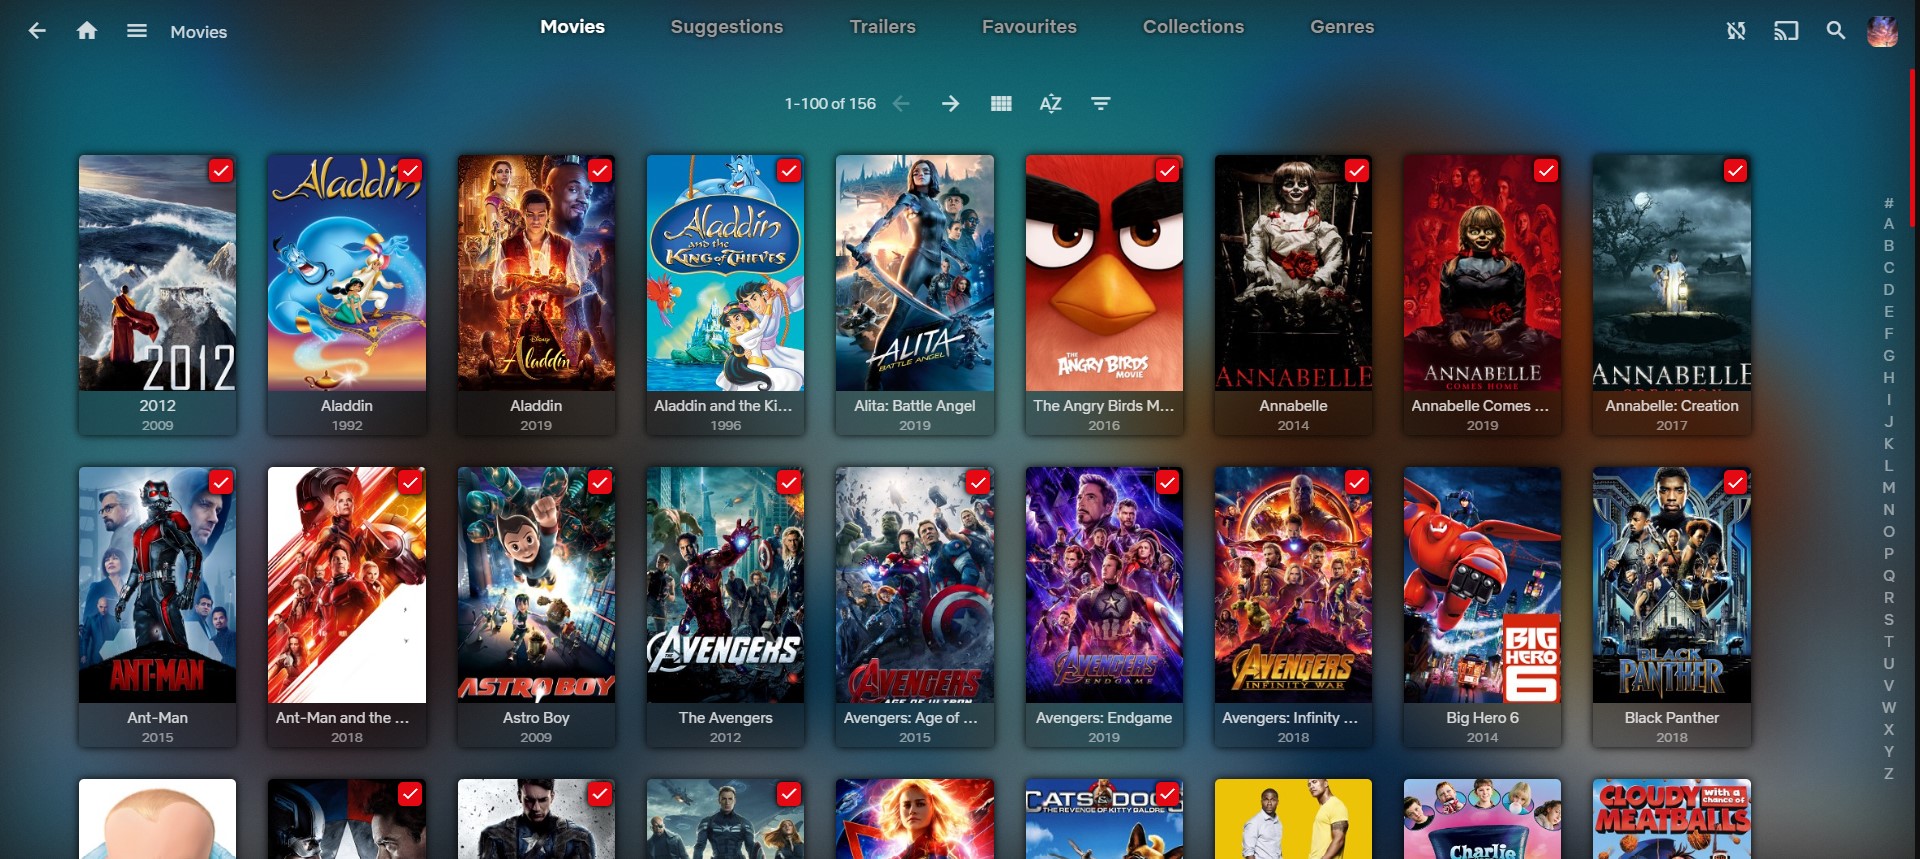 Movies
Movies Suggestions Trailers Favourites Collections Genres
1-100 of 156
2012
Aladdin
Disney
Aladdin
Aladdin
and the
King of Thieves
ALITA
BATTLE ANGEL
THE
ANGRY BIRDS
MOVIE
ANNABELLE
ANNABELLE
COMES HOME
ANNABELLE
CREATION
2012 Aladdin Aladdin Aladdin and the Ki... Alita: Battle Angel The Angry Birds M... Annabelle Annabelle Comes ... Annabelle: Creation
2009 1992 2019 1996 2019 2016 2014 2019 2017
ANT-MAN
ASTRO BOY
THE AVENGERS
AVENGERS
AGE OF ULTRON
AVENGERS
ENDGAME
AVENGERS
INFINITY WAR
BIG
HERO
6
BLACK
PANTHER
Ant-Man Ant-Man and the ... Astro Boy The Avengers Avengers: Age of ... Avengers: Endgame Avengers: Infinity ... Big Hero 6 Black Panther
2015 2018 2009 2012 2015 2019 2018 2014 2018
CATS & DOGS
THE REVENGE OF KITTY GALORE
Charlie
CLOUDY with a
chance of
MEATBALLS
#
A
B
C
D
E
F
G
H
I
J
K
L
M
N
O
P
Q
R
S
T
U
V
W
X
Y
Z